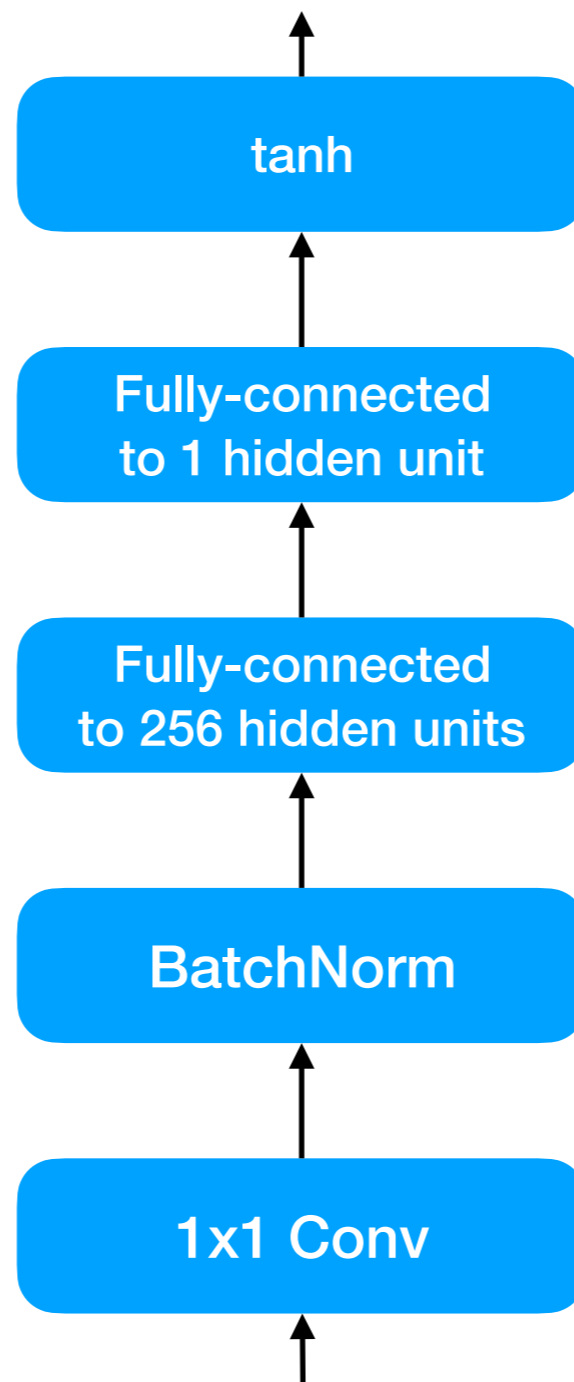 tanh
Fully-connected
to 1 hidden unit
Fully-connected
to 256 hidden units
BatchNorm
1x1 Conv